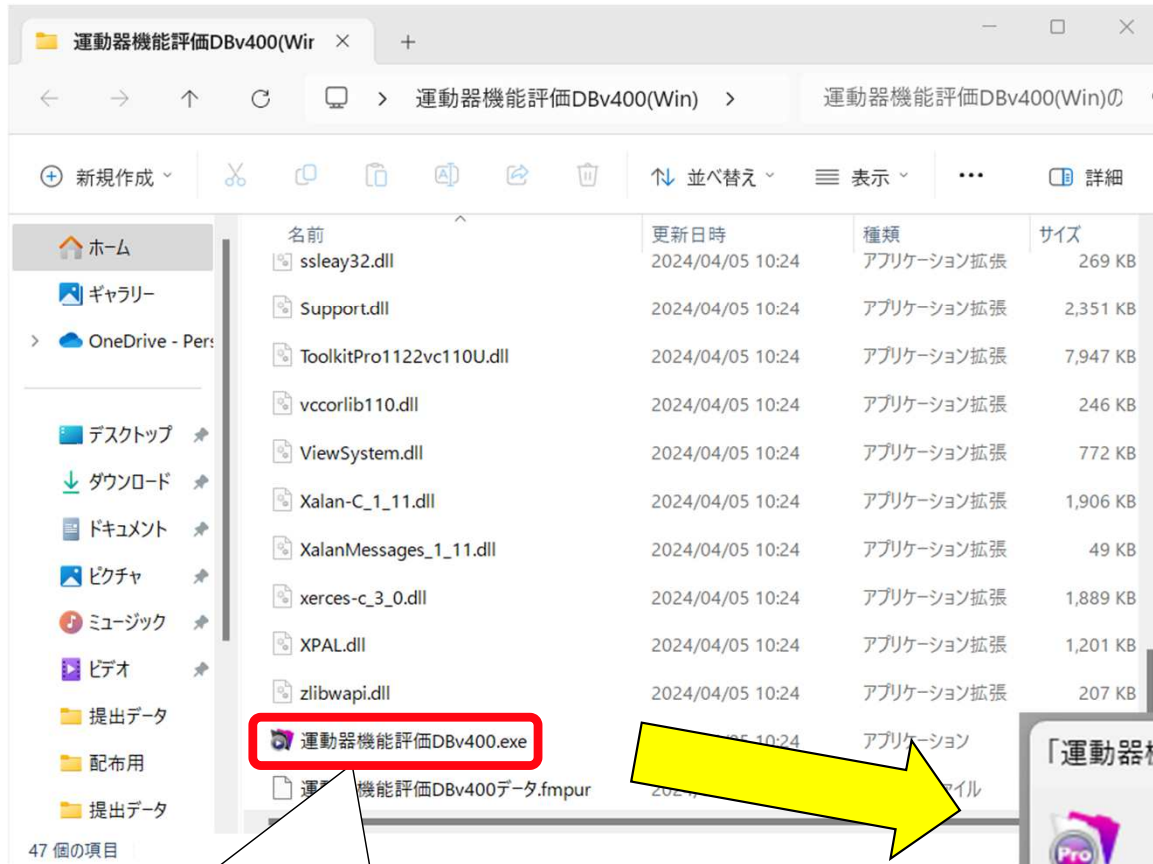 運動器機能評価DBv400(Wir
運動器機能評価DBv400(Win) 運動器機能評価DBv400(Win)の
新規作成 並べ替え 表示 ... 詳細
名前 更新日時 種類 サイズ
ホーム
ギャラリー
OneDrive - Pers
デスクトップ
ダウンロード
ドキュメント
ピクチャ
ミュージック
ビデオ
提出データ
配布用
提出データ
ssleay32.dll 2024/04/05 10:24 アプリケーション拡張 269 KB
Support.dll 2024/04/05 10:24 アプリケーション拡張 2,351 KB
ToolkitPro1122vc110U.dll 2024/04/05 10:24 アプリケーション拡張 7,947 KB
vccorlib110.dll 2024/04/05 10:24 アプリケーション拡張 246 KB
ViewSystem.dll 2024/04/05 10:24 アプリケーション拡張 772 KB
Xalan-C_1_11.dll 2024/04/05 10:24 アプリケーション拡張 1,906 KB
XalanMessages_1_11.dll 2024/04/05 10:24 アプリケーション拡張 49 KB
xerces-c_3_0.dll 2024/04/05 10:24 アプリケーション拡張 1,889 KB
XPAL.dll 2024/04/05 10:24 アプリケーション拡張 1,201 KB
zlibwapi.dll 2024/04/05 10:24 アプリケーション拡張 207 KB
運動器機能評価DBv400.exe 10:24 アプリケーション
運動 機能評価DBv400データ.fmpur イル
47 個の項目
「運動器
Pro